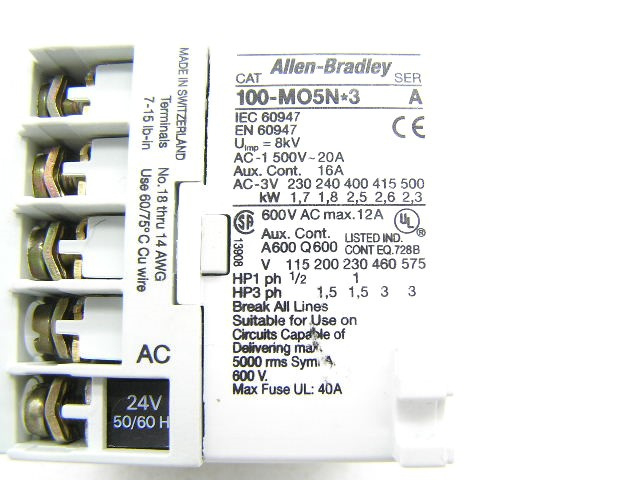 MADE IN SWITZERLAND
Terminals No. 18 thru 14 AWG
7-15 lb-in Use 60/75°C Cu wire
AC
24V
50/60 H
Allen-Bradley
CAT SER
100-MO5N*3 A
IEC 60947
EN 60947
CE
Uimp = 8kV
AC-1 500V~20A
Aux. Cont. 16A
AC-3V 230 240 400 415 500
kW 1,7 1,8 2,5 2,6 2,3
SA 600V AC max.12A UL ®
Aux. Cont. LISTED IND.
A600 Q600 CONT EQ.728B
13908
V 115 200 230 460 575
HP1 ph 1/2 1
HP3 ph 1,5 1,5 3 3
Break All Lines
Suitable for Use on
Circuits Capable of
Delivering max.
5000 rms Sym. A
600 V.
Max Fuse UL: 40A